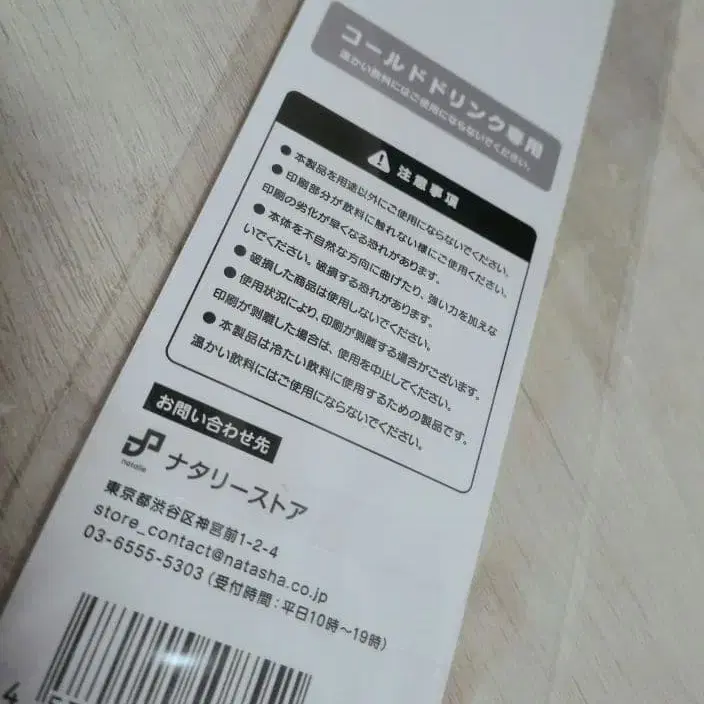 コールドドリンク専用
温かい飲料にはご使用にならないでください。
注意事項
● 本製品を用途以外にご使用にならないでください。
● 印刷部分が飲料に触れない様にご使用ください。
印刷の劣化が早くなる恐れがあります。
● 本体を不自然な方向に曲げたり、強い力を加えな
いでください。破損する恐れがあります。
● 破損した商品は使用しないでください。
● 使用状況により、印刷が剥離する場合がございます。
印刷が剥離した場合は、使用を中止してください。
● 本製品は冷たい飲料に使用するための製品です。
温かい飲料にはご使用にならないでください。
お問い合わせ先
natalie
ナタリーストア
東京都渋谷区神宮前1-2-4
store_contact@natasha.co.jp
03-6555-5303（受付時間：平日10時〜19時）
4